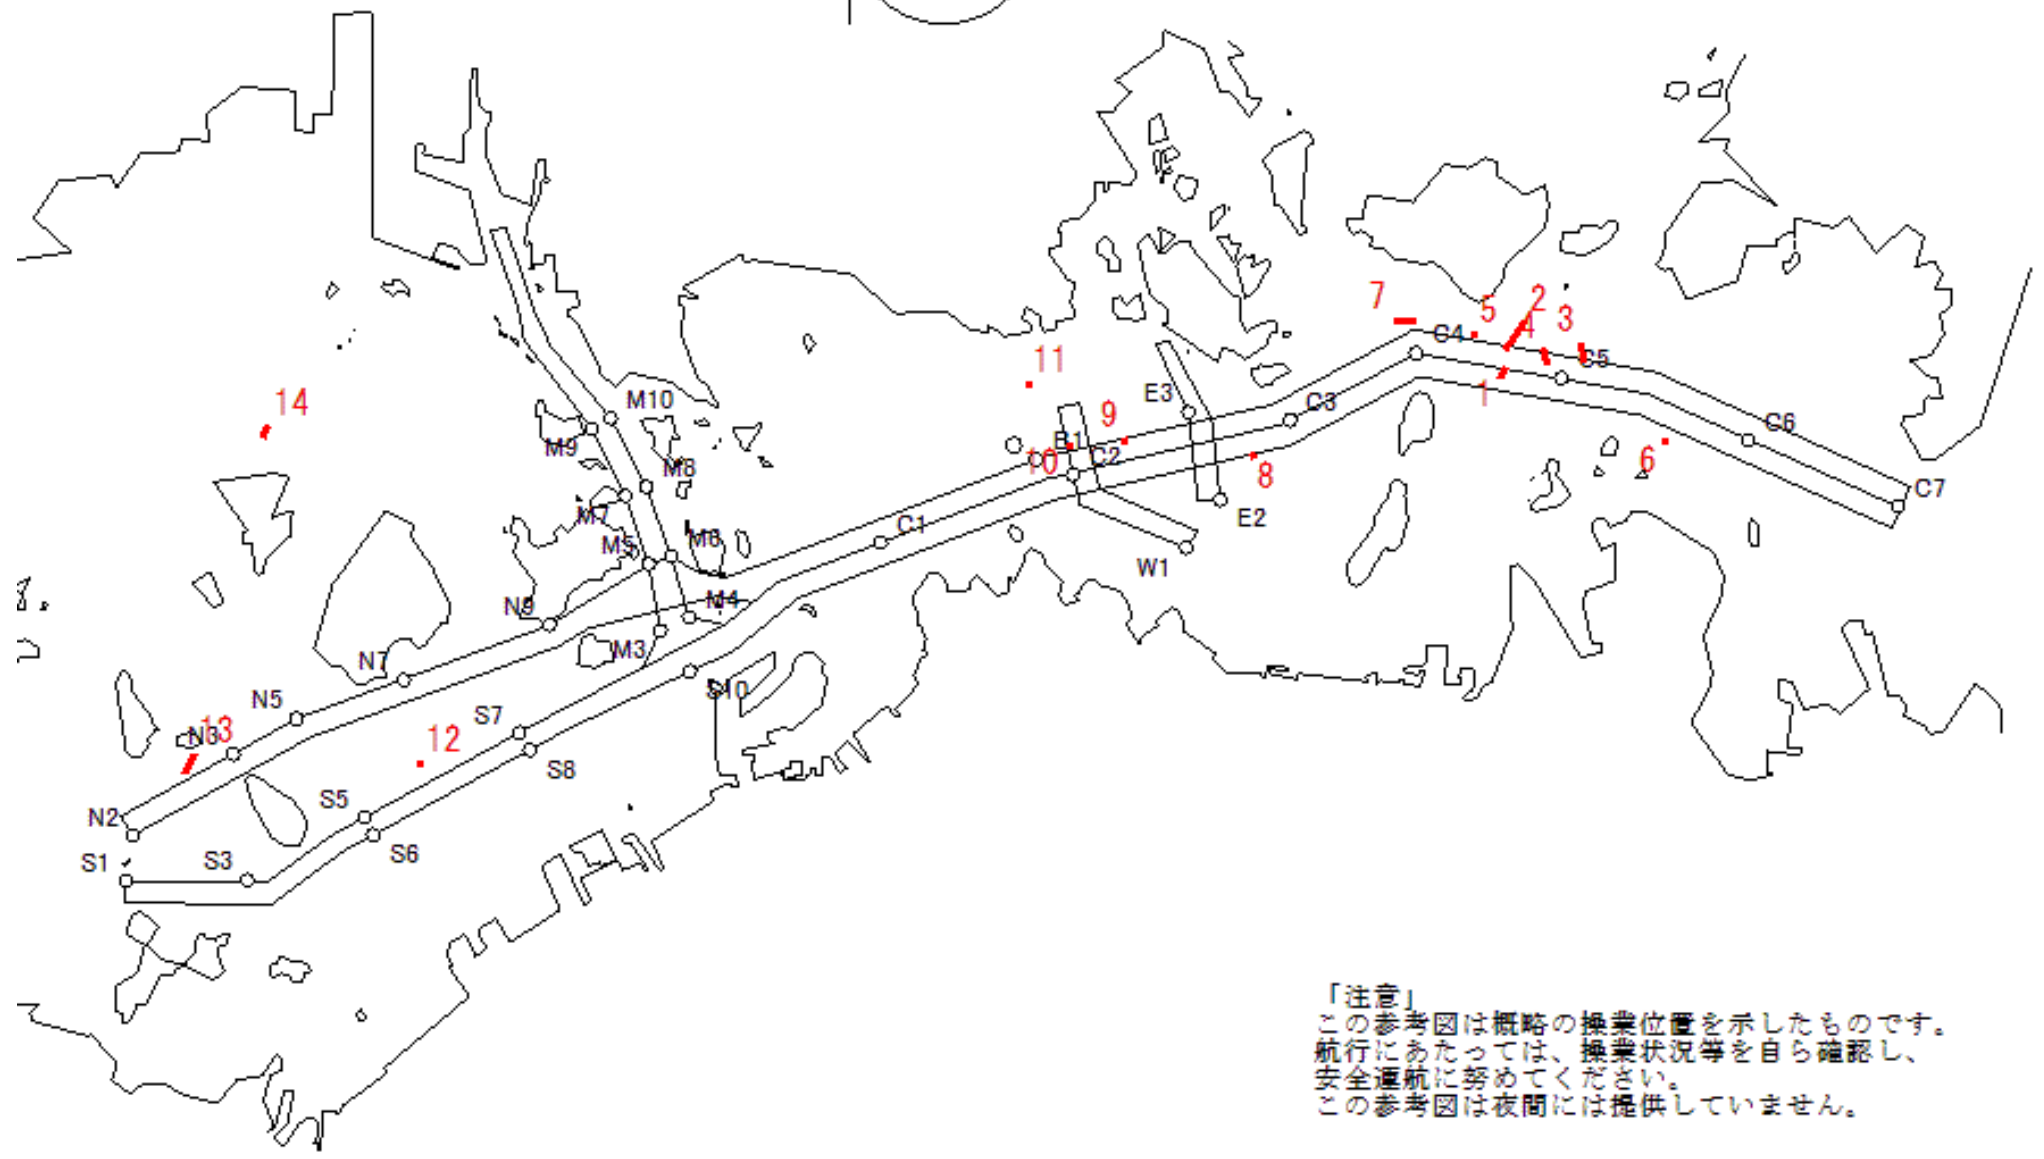 7
2
5
4
3
C4
C5
11
1
14
M10
E3
9
C3
C6
M9
B1
10
C2
8
6
M8
C7
M7
E2
M5
M6
C1
W1
N9
M4
M3
N7
S10
N5
N3
13
S7
12
S8
S5
N2
S6
S1
S3
「注意」
この参考図は概略の操業位置を示したものです。
航行にあたっては、操業状況等を自ら確認し、
安全運航に努めてください。
この参考図は夜間には提供していません。